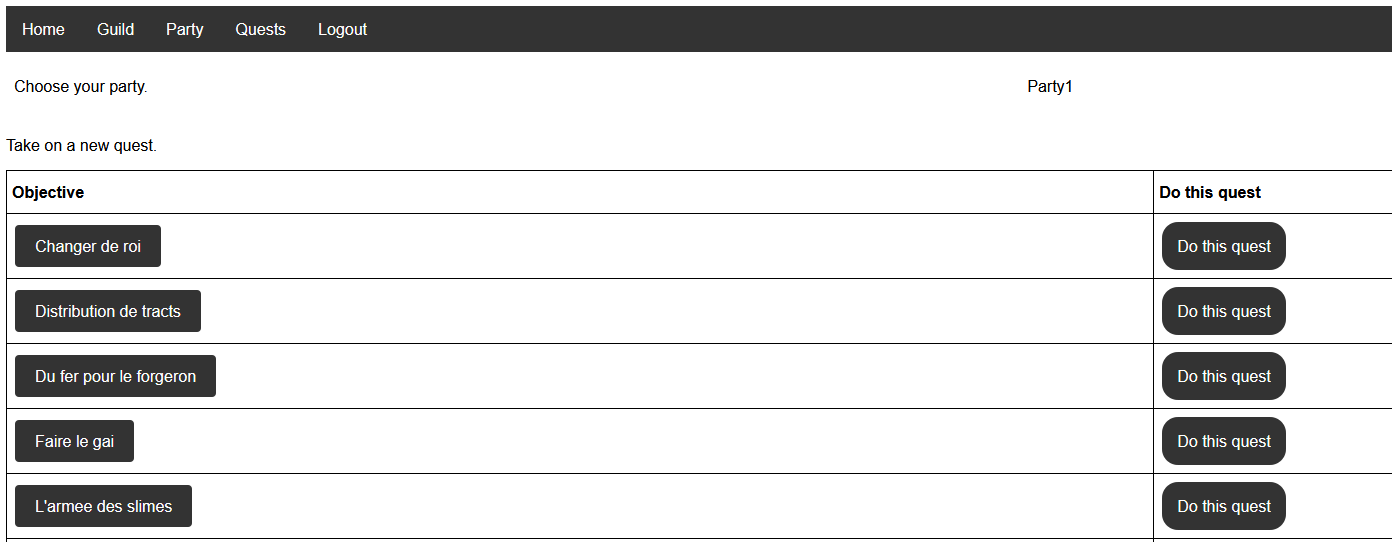 Home Guild Party Quests Logout
Choose your party. Party1
Take on a new quest.
Objective Do this quest
Changer de roi Do this quest
Distribution de tracts Do this quest
Du fer pour le forgeron Do this quest
Faire le gai Do this quest
L'armee des slimes Do this quest